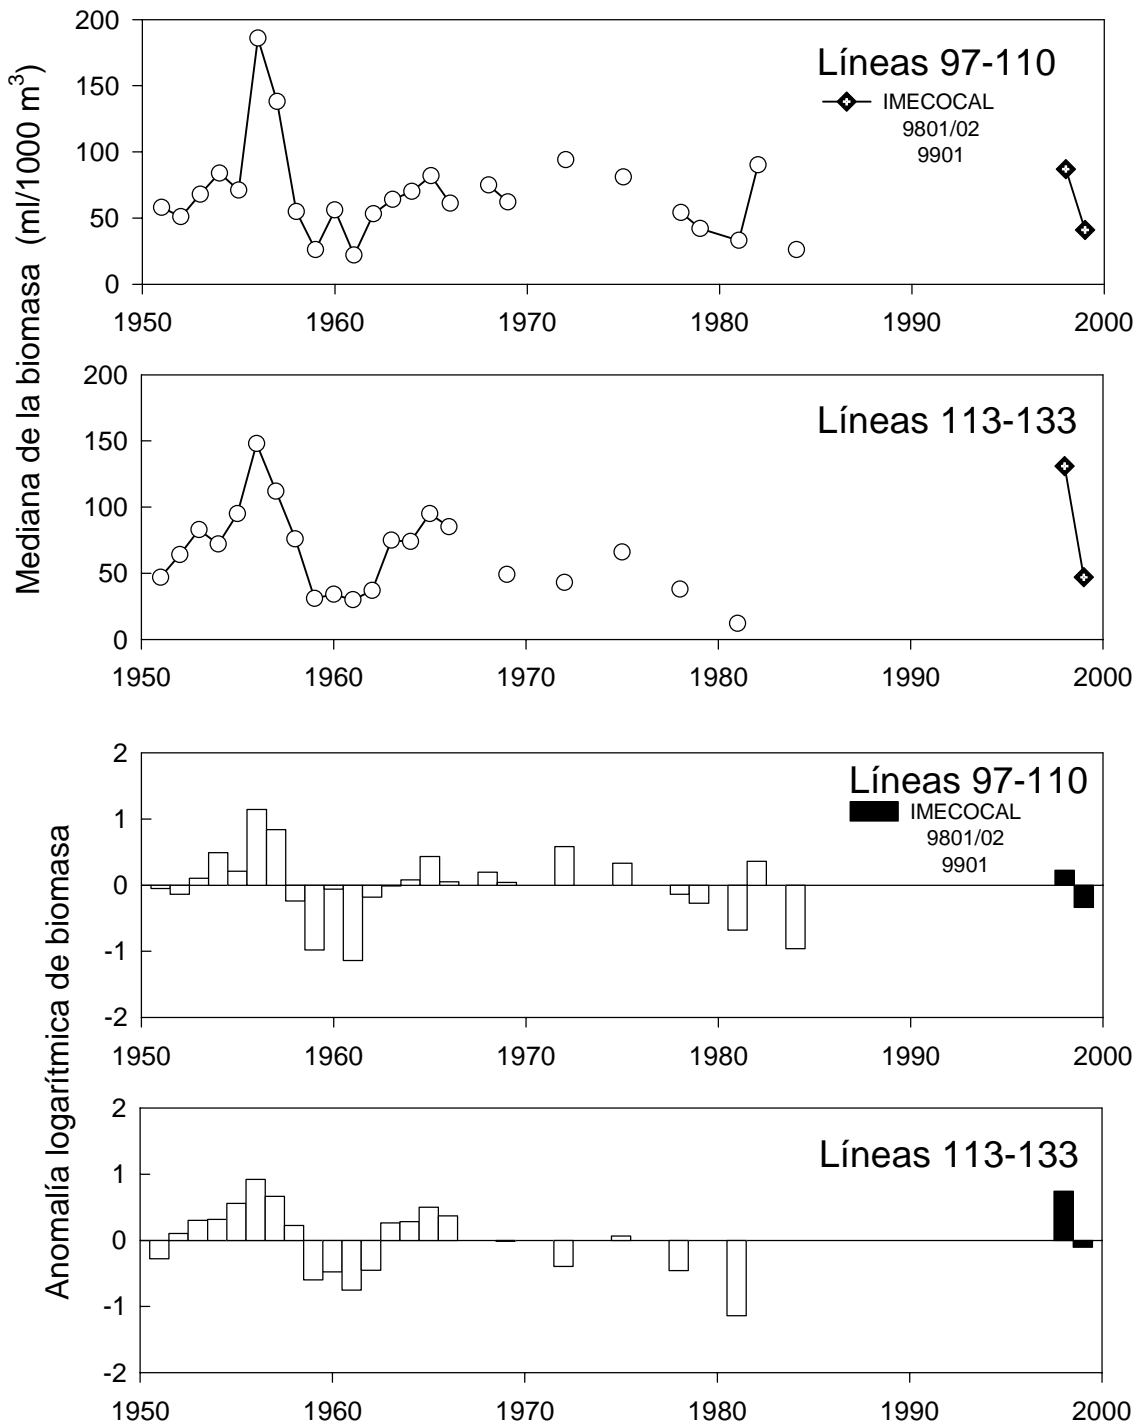 Mediana de la biomasa (ml/1000 m³)
200
150
100
50
0
Líneas 97-110
IMECOCAL
9801/02
9901
1950 1960 1970 1980 1990 2000
200
150
100
50
0
Líneas 113-133
1950 1960 1970 1980 1990 2000
Anomalía logarítmica de biomasa
2
1
0
-1
-2
Líneas 97-110
IMECOCAL
9801/02
9901
1950 1960 1970 1980 1990 2000
2
1
0
-1
-2
Líneas 113-133
1950 1960 1970 1980 1990 2000